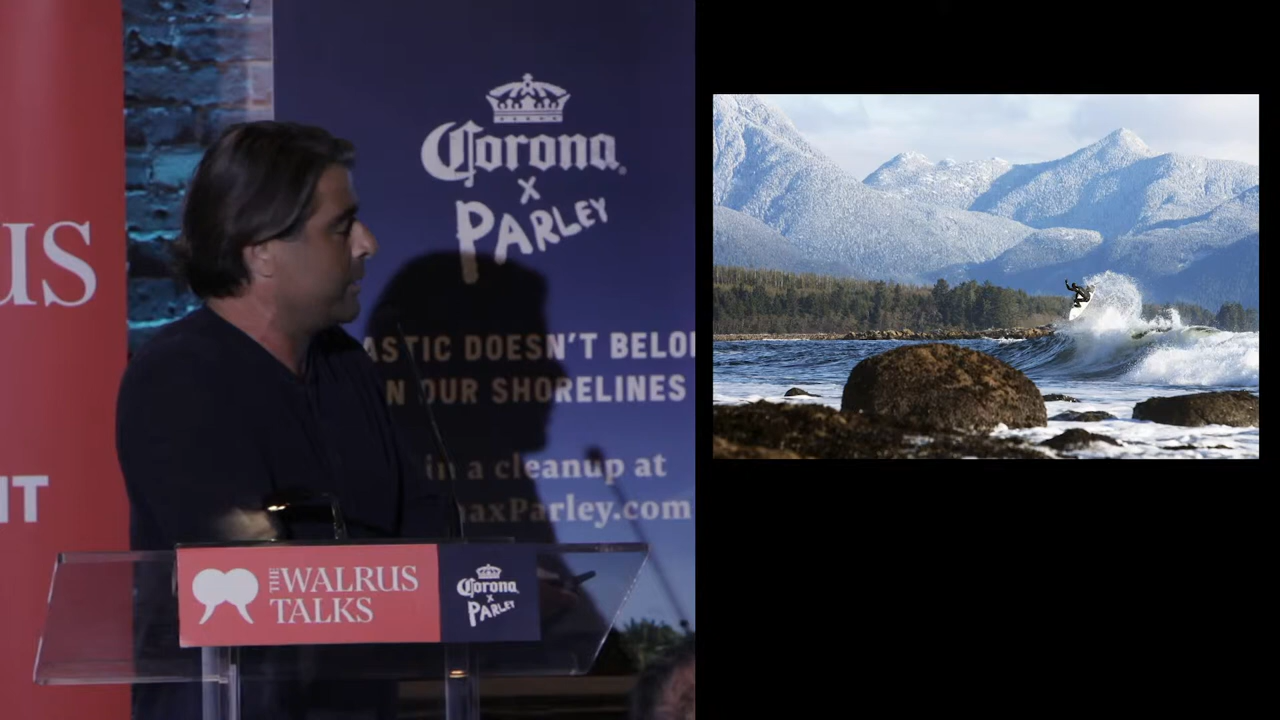 US
IT
Corona
x
PARLEY
ASTIC DOESN'T BELO
N OUR SHORELINES
in a cleanup at
axParley.com
THE WALRUS
TALKS
Corona
x
PARLEY